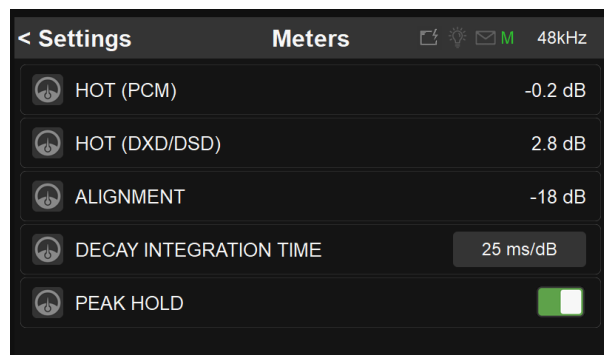 < Settings Meters M 48kHz
HOT (PCM) -0.2 dB
HOT (DXD/DSD) 2.8 dB
ALIGNMENT -18 dB
DECAY INTEGRATION TIME 25 ms/dB
PEAK HOLD